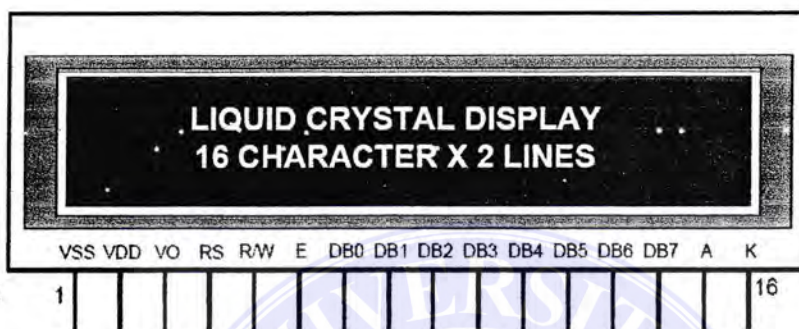 LIQUID CRYSTAL DISPLAY
16 CHARACTER X 2 LINES
VSS VDD VO RS R/W E DB0 DB1 DB2 DB3 DB4 DB5 DB6 DB7 A K
1 16